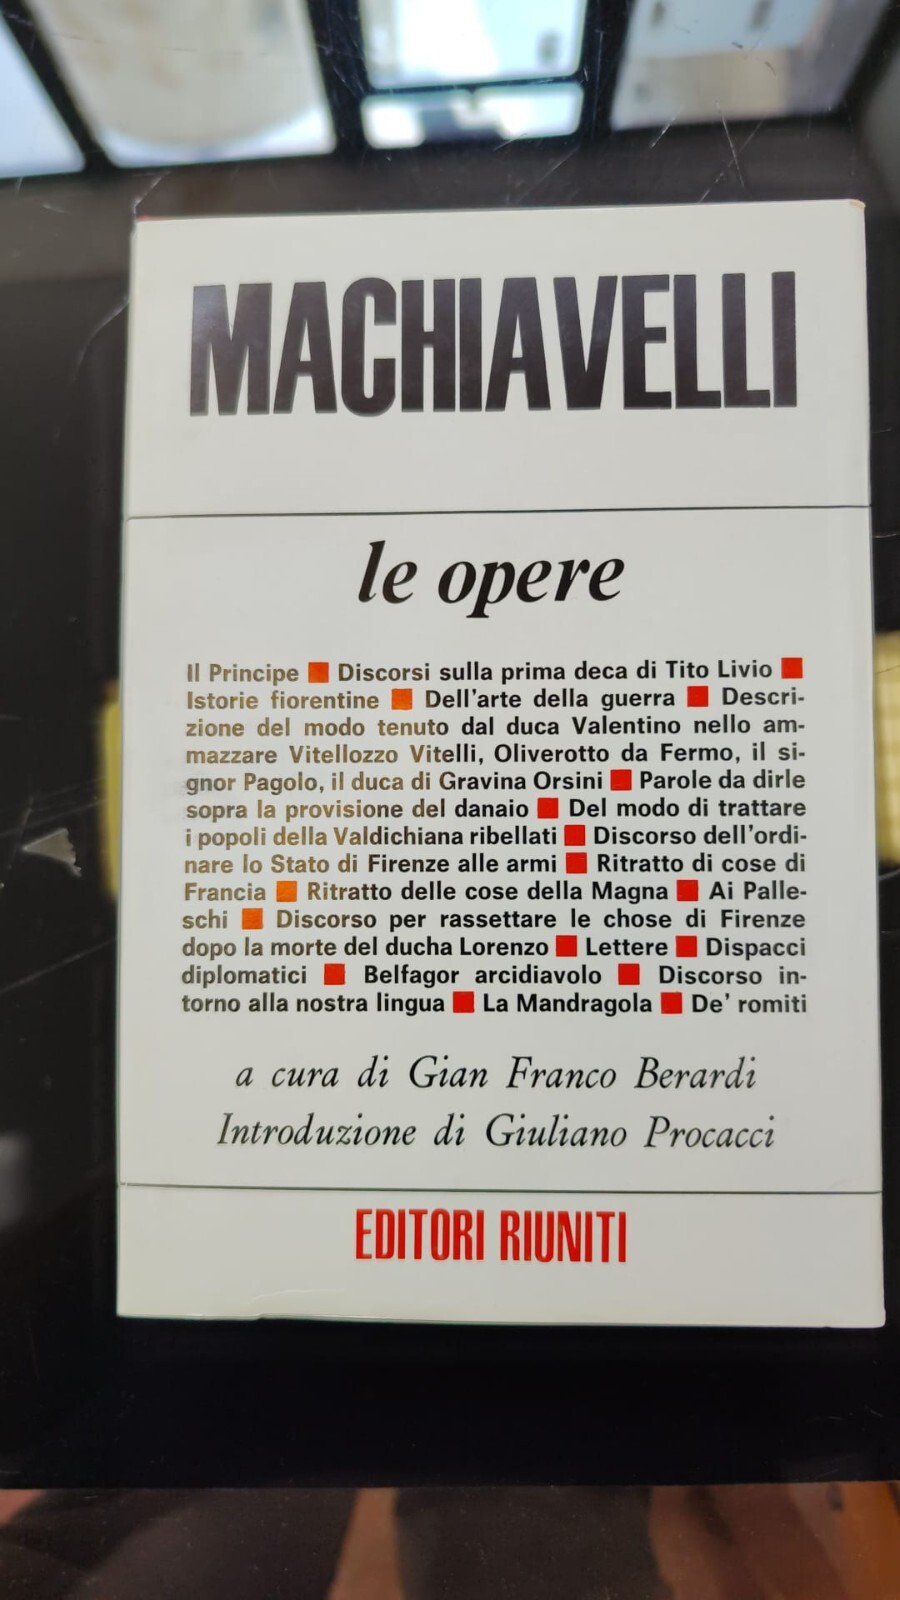 MACHIAVELLI
le opere
Il Principe ■ Discorsi sulla prima deca di Tito Livio ■
Istorie fiorentine ■ Dell'arte della guerra ■ Descri-
zione del modo tenuto dal duca Valentino nello am-
mazzare Vitellozzo Vitelli, Oliverotto da Fermo, il si-
gnor Pagolo, il duca di Gravina Orsini ■ Parole da dirle
sopra la provisione del danaio ■ Del modo di trattare
i popoli della Valdichiana ribellati ■ Discorso dell'ordi-
nare lo Stato di Firenze alle armi ■ Ritratto di cose di
Francia ■ Ritratto delle cose della Magna ■ Ai Palle-
schi ■ Discorso per rassettare le chose di Firenze
dopo la morte del ducha Lorenzo ■ Lettere ■ Dispacci
diplomatici ■ Belfagor arcidiavolo ■ Discorso in-
torno alla nostra lingua ■ La Mandragola ■ De' romiti
a cura di Gian Franco Berardi
Introduzione di Giuliano Procacci
EDITORI RIUNITI